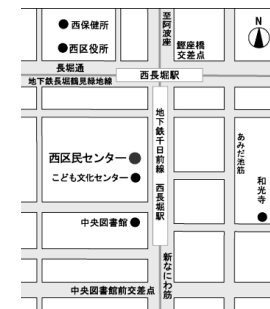 至阿波座
N
西保健所
西区役所
鰹座橋
交差点
長堀通
西長堀駅
地下鉄長堀鶴見緑地線
地下鉄千日前線 西長堀駅
あみだ池筋
西区民センター
こども文化センター
和光寺
中央図書館
新なにわ筋
中央図書館前交差点